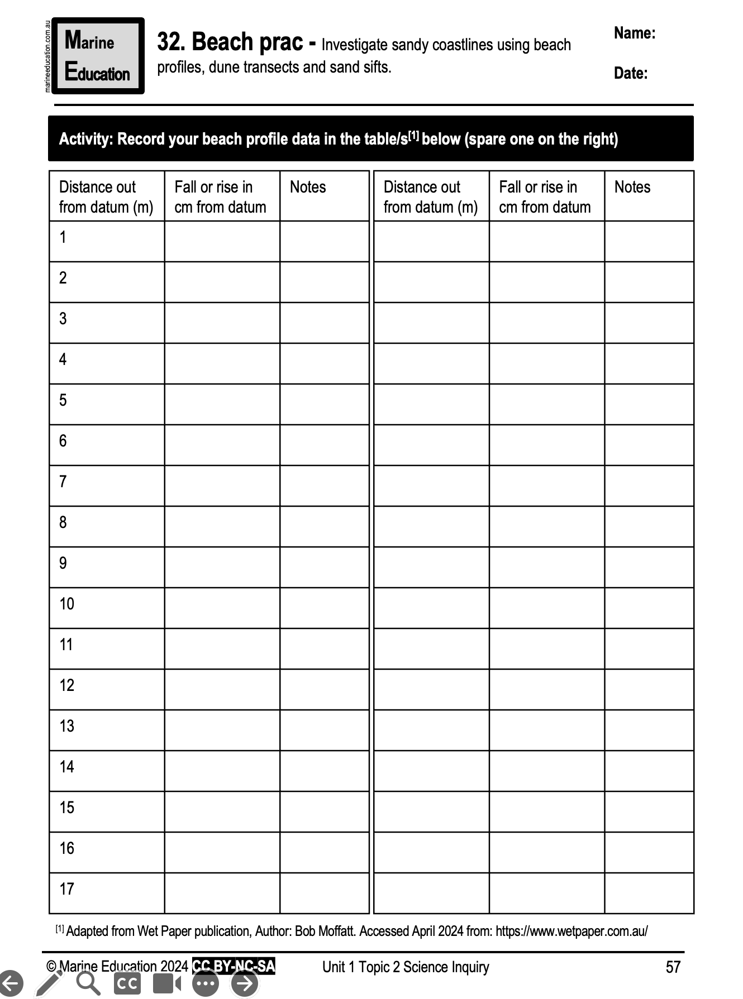 marineeducation.com.au
Marine
Education
32. Beach prac - Investigate sandy coastlines using beach
profiles, dune transects and sand sifts.
Name:
Date:
Activity: Record your beach profile data in the table/s[1] below (spare one on the right)
Distance out
from datum (m)
Fall or rise in
cm from datum
Notes
Distance out
from datum (m)
Fall or rise in
cm from datum
Notes
1
2
3
4
5
6
7
8
9
10
11
12
13
14
15
16
17
[1] Adapted from Wet Paper publication, Author: Bob Moffatt. Accessed April 2024 from: https://www.wetpaper.com.au/
© Marine Education 2024 CC BY-NC-SA
Unit 1 Topic 2 Science Inquiry
57
CC